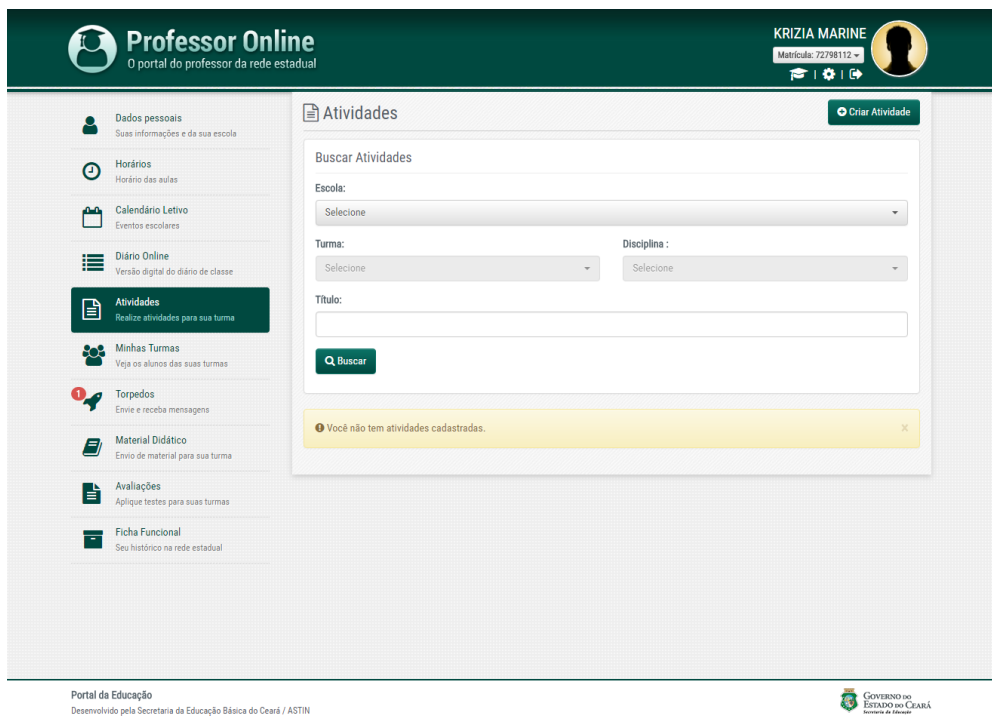 Professor Online
O portal do professor da rede estadual
KRIZIA MARINE
Matrícula: 72798112
Dados pessoais
Suas informações e da sua escola
Horários
Horário das aulas
Calendário Letivo
Eventos escolares
Diário Online
Versão digital do diário de classe
Atividades
Realize atividades para sua turma
Minhas Turmas
Veja os alunos das suas turmas
1
Torpedos
Envie e receba mensagens
Material Didático
Envio de material para sua turma
Avaliações
Aplique testes para suas turmas
Ficha Funcional
Seu histórico na rede estadual
Atividades
Criar Atividade
Buscar Atividades
Escola:
Selecione
Turma:
Disciplina :
Selecione
Selecione
Título:
Buscar
Você não tem atividades cadastradas.
x
Portal da Educação
Desenvolvido pela Secretaria da Educação Básica do Ceará / ASTIN
GOVERNO DO
ESTADO DO CEARÁ
Secretaria da Educação